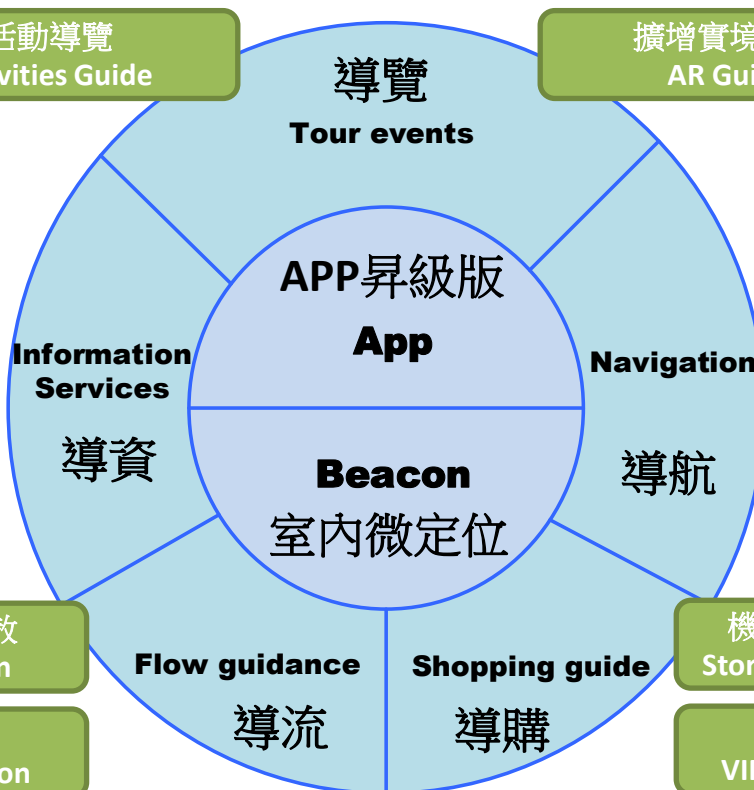 活動導覽
Guide
擴增實境
AR
導覽
Tour events
APP昇級版
App
Information
Services
導資
Navigation
導航
Beacon
室內微定位
Flow guidance
導流
Shopping guide
導購
機